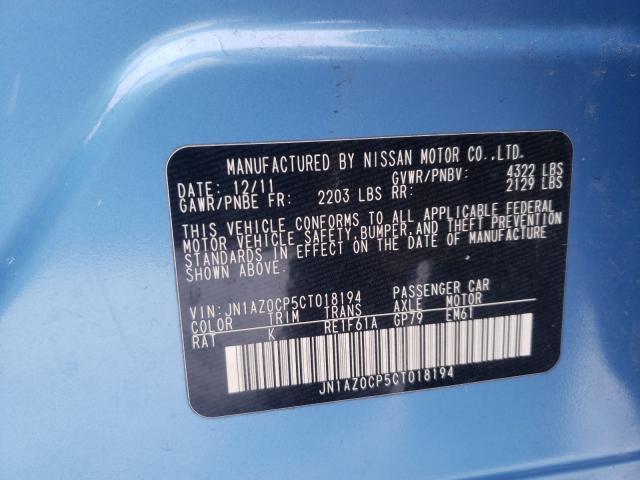 MANUFACTURED BY NISSAN MOTOR CO.,LTD.
DATE: 12/11 GVWR/PNBV: 4322 LBS
GAWR/PNBE FR: 2203 LBS RR: 2129 LBS
THIS VEHICLE CONFORMS TO ALL APPLICABLE FEDERAL
MOTOR VEHICLE SAFETY,BUMPER,AND THEFT PREVENTION
STANDARDS IN EFFECT ON THE DATE OF MANUFACTURE
SHOWN ABOVE.
VIN: JN1AZ0CP5CT018194 PASSENGER CAR
COLOR TRIM TRANS AXLE MOTOR
RAT K RE1F61A GP79 EM61
JN1AZ0CP5CT018194